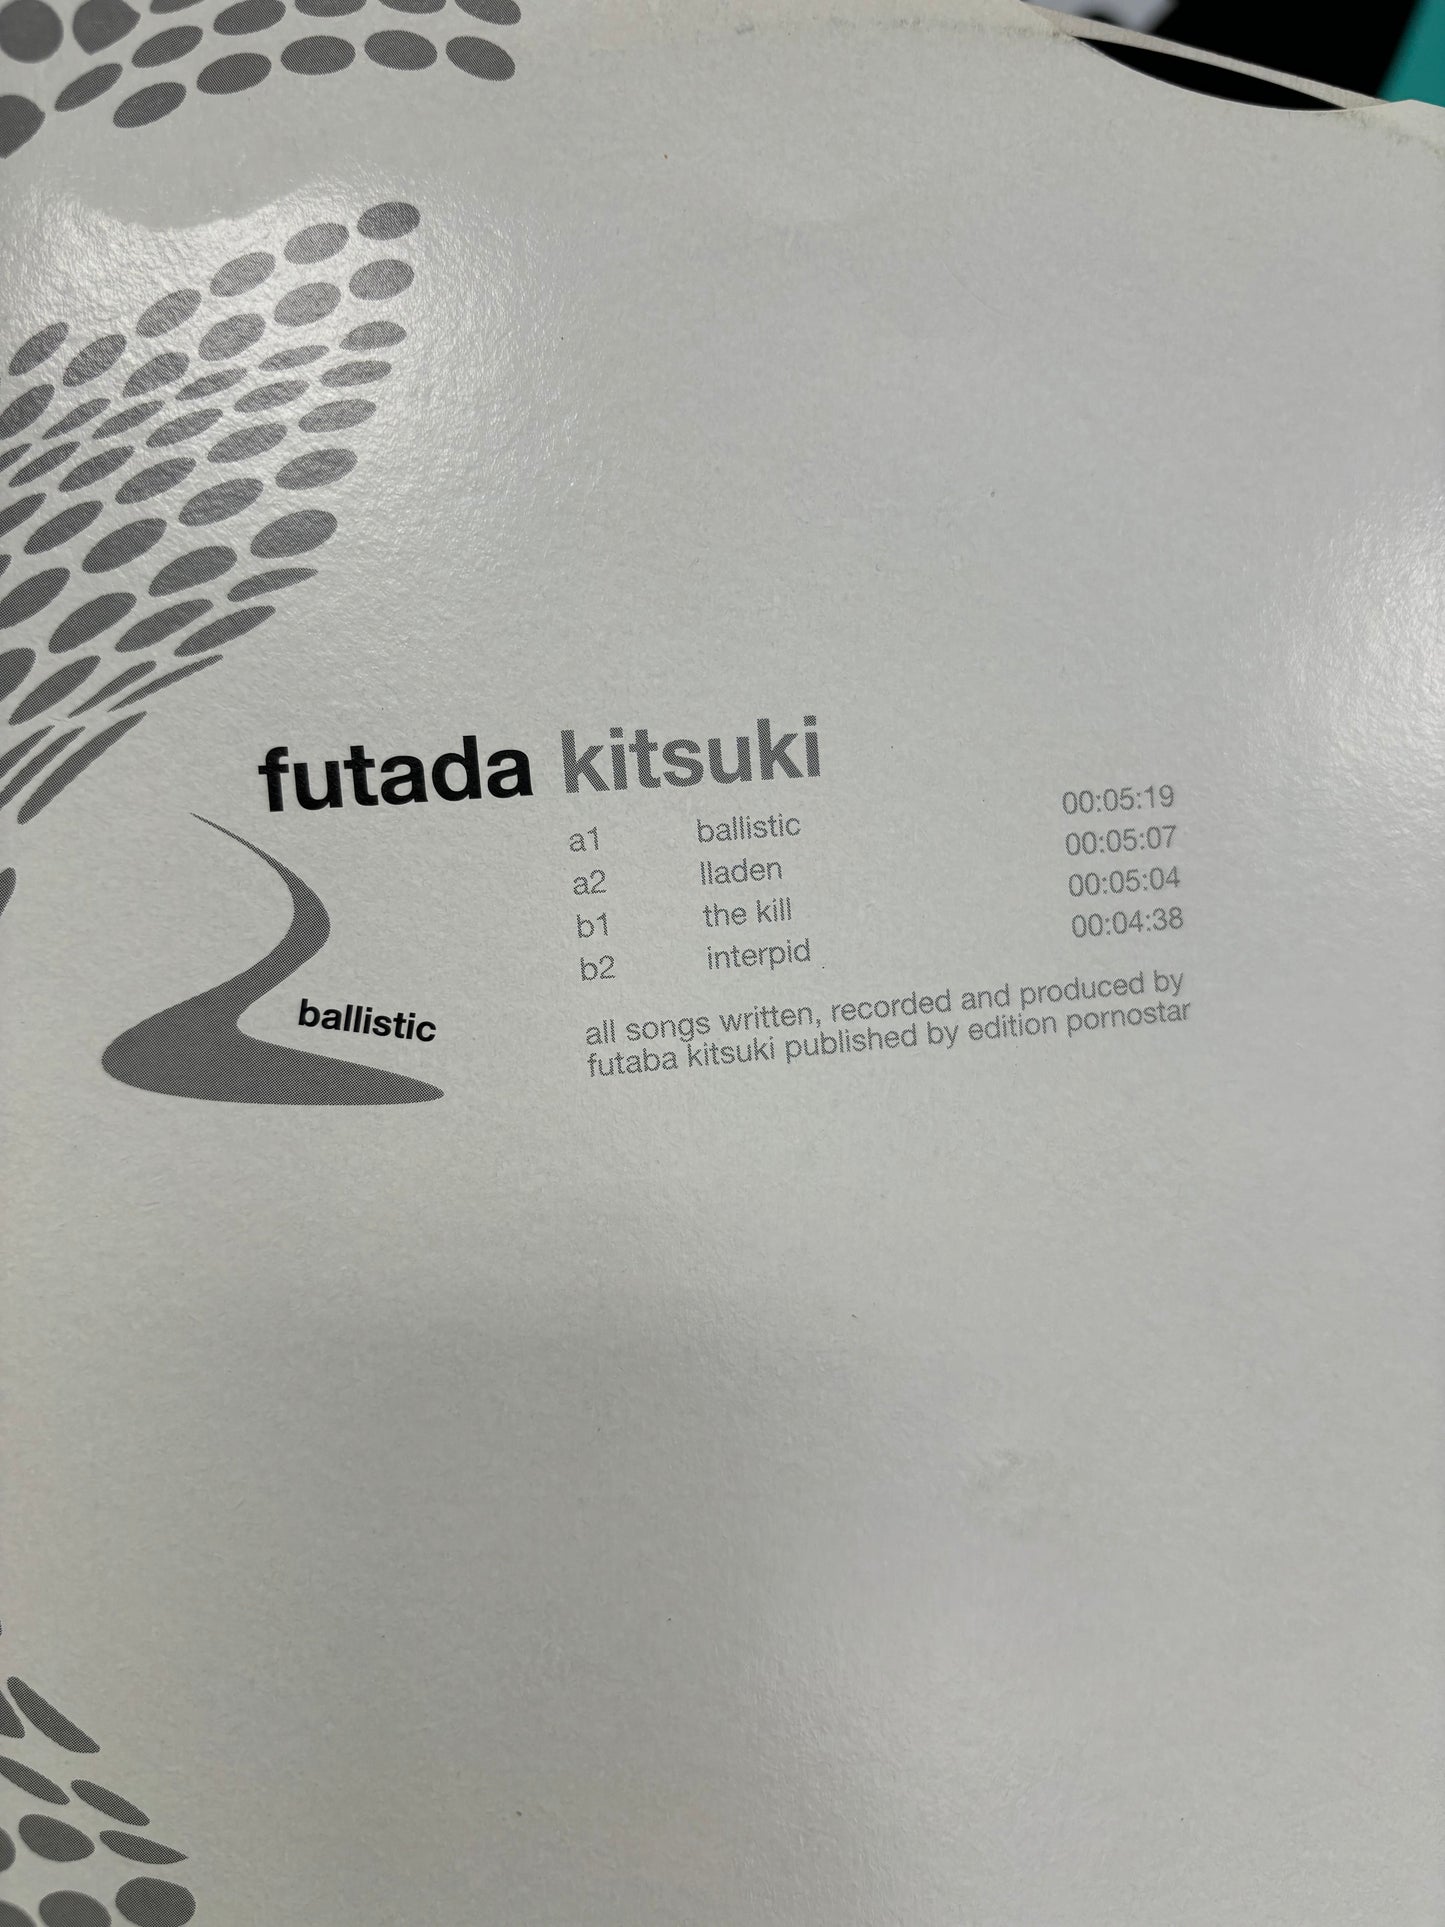 futada kitsuki
a1 ballistic 00:05:19
a2 lladen 00:05:07
b1 the kill 00:05:04
b2 interpid 00:04:38
ballistic
all songs written, recorded and produced by
futaba kitsuki published by edition pornostar